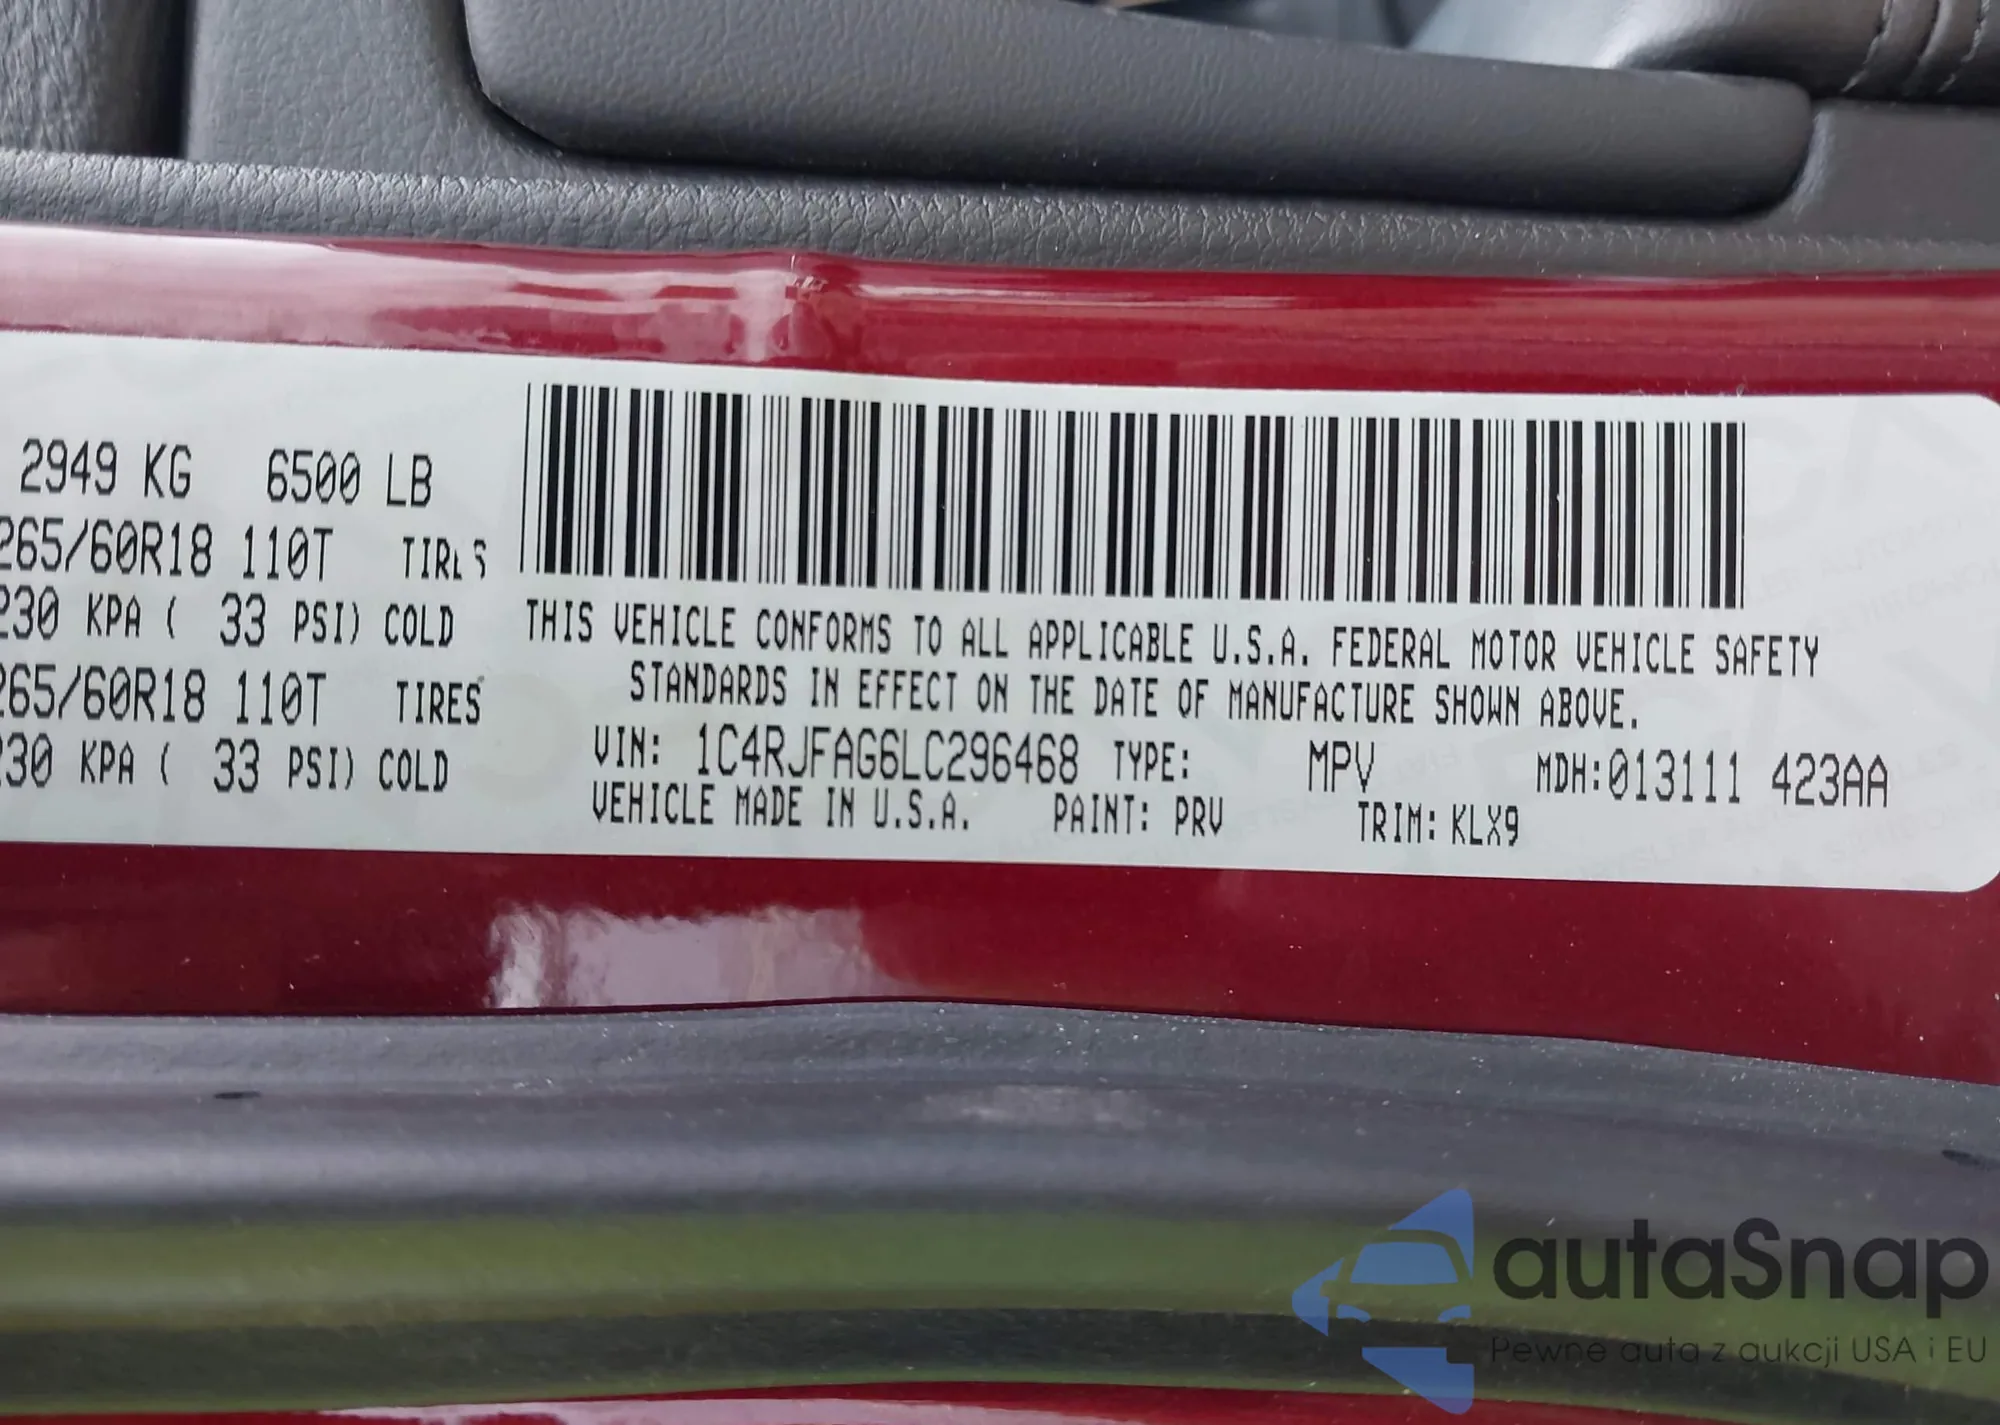 2949 KG 6500 LB
265/60R18 110T TIRES
230 KPA ( 33 PSI) COLD
265/60R18 110T TIRES
230 KPA ( 33 PSI) COLD
THIS VEHICLE CONFORMS TO ALL APPLICABLE U.S.A. FEDERAL MOTOR VEHICLE SAFETY
STANDARDS IN EFFECT ON THE DATE OF MANUFACTURE SHOWN ABOVE.
VIN: 1C4RJFAG6LC296468 TYPE: MPV MDH:013111 423AA
VEHICLE MADE IN U.S.A. PAINT: PRV TRIM: KLX9
autaSnap
Pewne auta z aukcji USA i EU